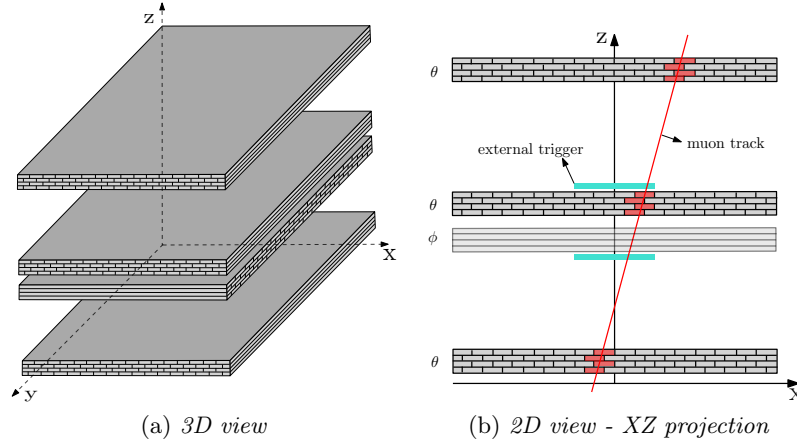 z
x
y
(a) 3D view
z
θ
external trigger
muon track
θ
ϕ
θ
x
(b) 2D view - XZ projection